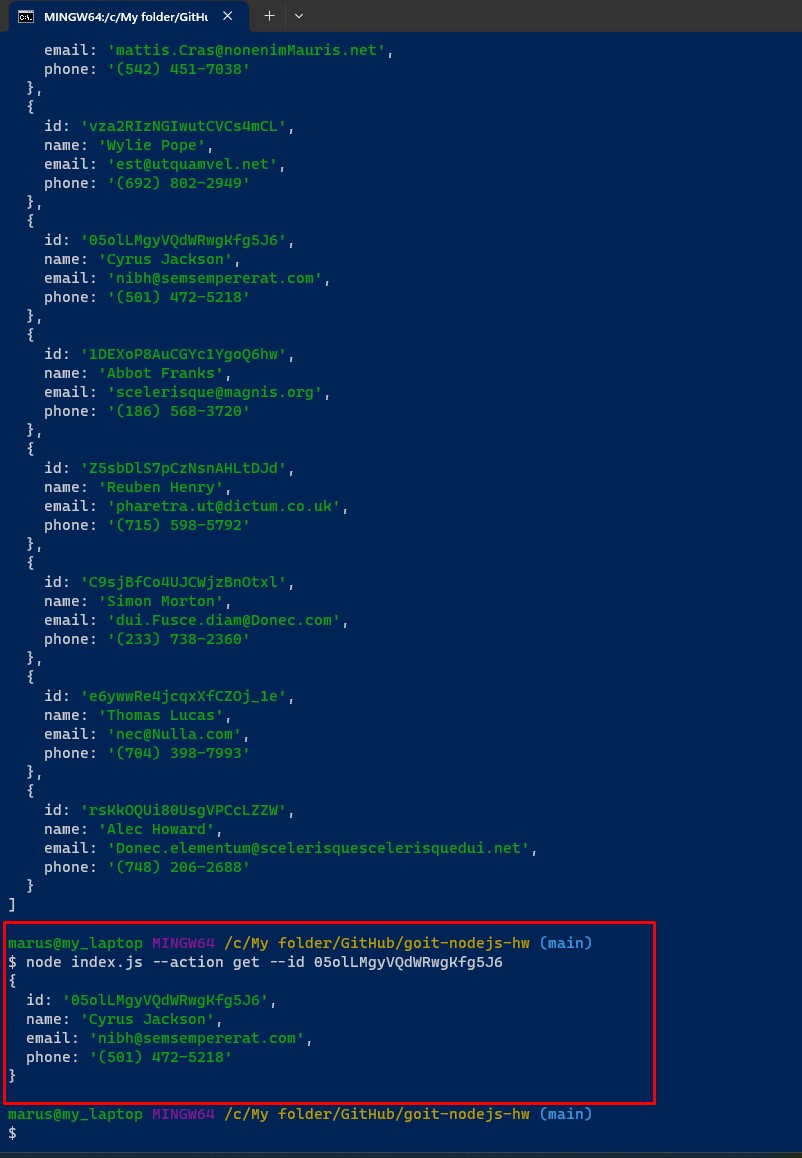 MINGW64:/c/My folder/GitHu
email: 'mattis.Cras@nonenimMauris.net',
phone: '(542) 451-7038'
},
{
id: 'vza2RIzNGIwutCVCs4mCL',
name: 'Wylie Pope',
email: 'est@utquamvel.net',
phone: '(692) 802-2949'
},
{
id: '05olLMgyVQdWRwgKfg5J6',
name: 'Cyrus Jackson',
email: 'nibh@semsempererat.com',
phone: '(501) 472-5218'
},
{
id: '1DEXoP8AuCGYc1YgoQ6hw',
name: 'Abbot Franks',
email: 'scelerisque@magnis.org',
phone: '(186) 568-3720'
},
{
id: 'Z5sbDlS7pCzNsnAHLtDJd',
name: 'Reuben Henry',
email: 'pharetra.ut@dictum.co.uk',
phone: '(715) 598-5792'
},
{
id: 'C9sjBfCo4UJCWjzBnOtxl',
name: 'Simon Morton',
email: 'dui.Fusce.diam@Donec.com',
phone: '(233) 738-2360'
},
{
id: 'e6ywwRe4jcqxXfCZOj_1e',
name: 'Thomas Lucas',
email: 'nec@Nulla.com',
phone: '(704) 398-7993'
},
{
id: 'rsKkOQUi80UsgVPCcLZZW',
name: 'Alec Howard',
email: 'Donec.elementum@scelerisquescelerisquedui.net',
phone: '(748) 206-2688'
}
]
marus@my_laptop MINGW64 /c/My folder/GitHub/goit-nodejs-hw (main)
$ node index.js --action get --id 05olLMgyVQdWRwgKfg5J6
{
id: '05olLMgyVQdWRwgKfg5J6',
name: 'Cyrus Jackson',
email: 'nibh@semsempererat.com',
phone: '(501) 472-5218'
}
marus@my_laptop MINGW64 /c/My folder/GitHub/goit-nodejs-hw (main)
$